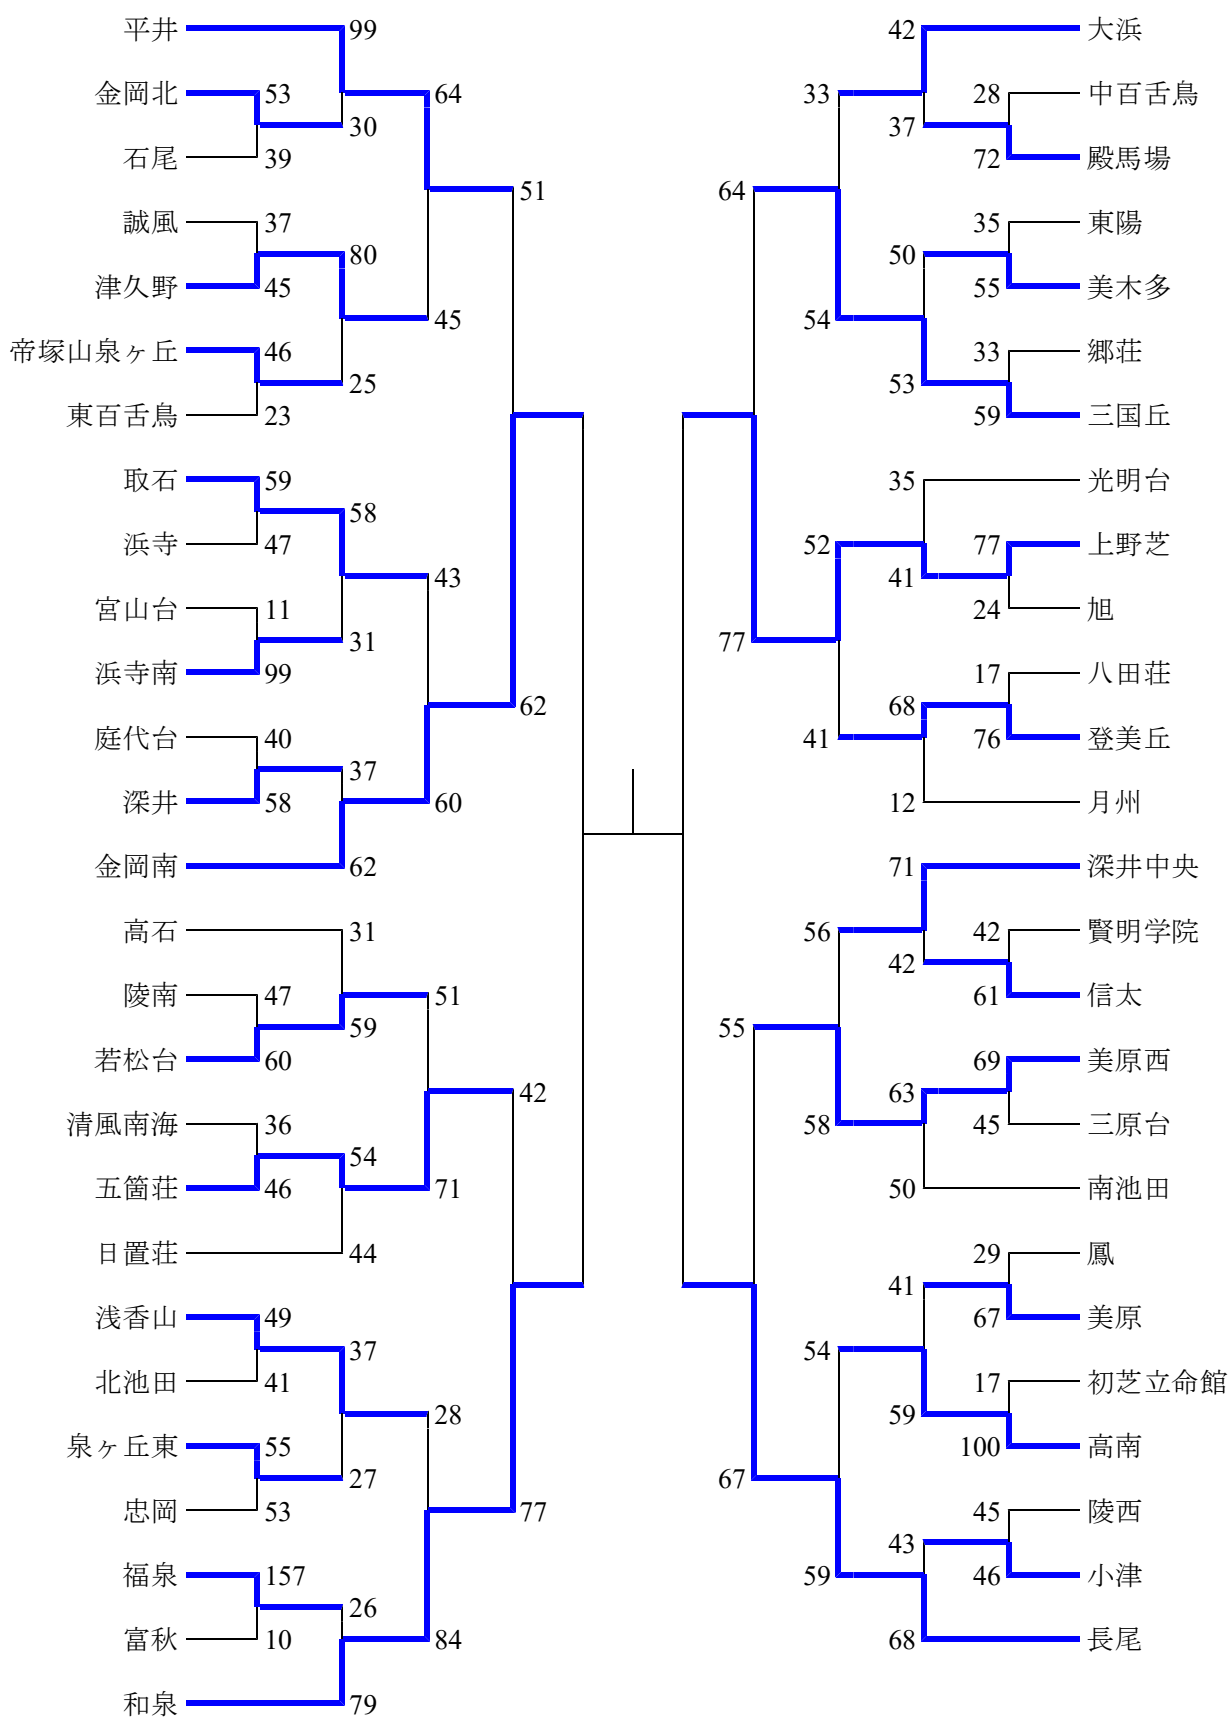 平井 99 42 大浜
金岡北 53 64 33 28 中百舌鳥
30 37
石尾 39 72 殿馬場
51 64
誠風 37 35 東陽
80 50
津久野 45 55 美木多
45 54
帝塚山泉ヶ丘 46 33 郷荘
25 53
東百舌鳥 23 59 三国丘
取石 59 35 光明台
58
浜寺 47 52 77 上野芝
43 41
宮山台 11 24 旭
31 77
浜寺南 99 17 八田荘
62 68
庭代台 40 41 76 登美丘
37
深井 58 60 12 月州
金岡南 62 71 深井中央
高石 31 56 42 賢明学院
42
陵南 47 51 61 信太
59 55
若松台 60 69 美原西
42 63
清風南海 36 58 45 三原台
54
五箇荘 46 71 50 南池田
日置荘 44 29 鳳
41
浅香山 49 67 美原
37 54
北池田 41 17 初芝立命館
28 59
泉ヶ丘東 55 100 高南
27 67
忠岡 53 77 45 陵西
43
福泉 157 59 46 小津
26
富秋 10 84 68 長尾
和泉 79